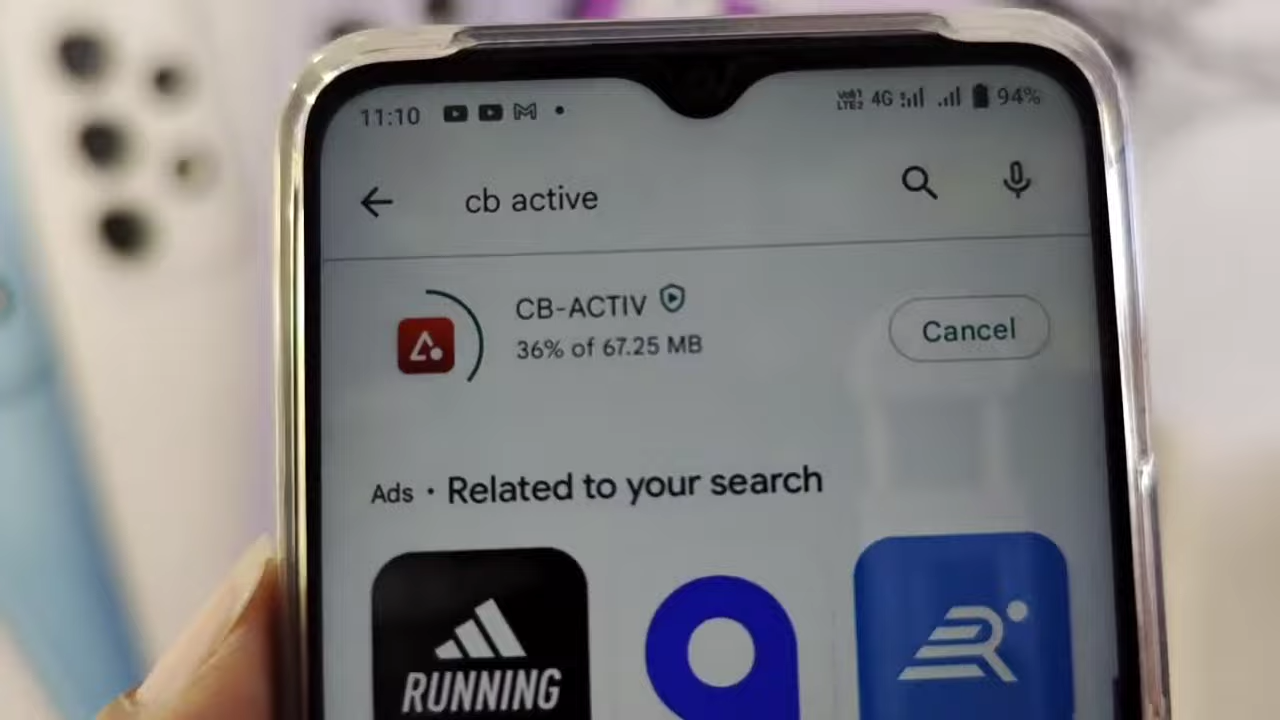 11:10
VoLTE2 4G 94%
cb active
CB-ACTIV
36% of 67.25 MB
Cancel
Ads · Related to your search
RUNNING